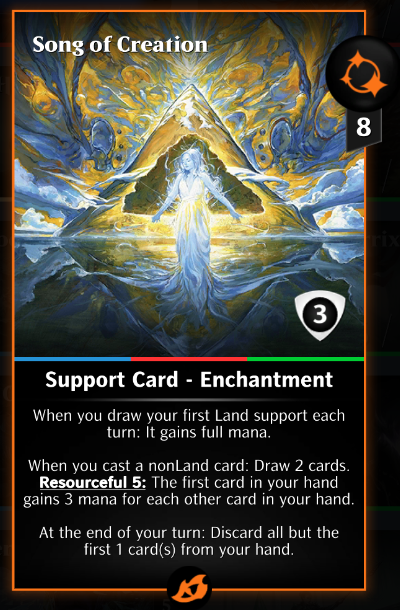 Song of Creation
8
3
Support Card - Enchantment
When you draw your first Land support each
turn: It gains full mana.
When you cast a nonLand card: Draw 2 cards.
Resourceful 5: The first card in your hand
gains 3 mana for each other card in your hand.
At the end of your turn: Discard all but the
first 1 card(s) from your hand.